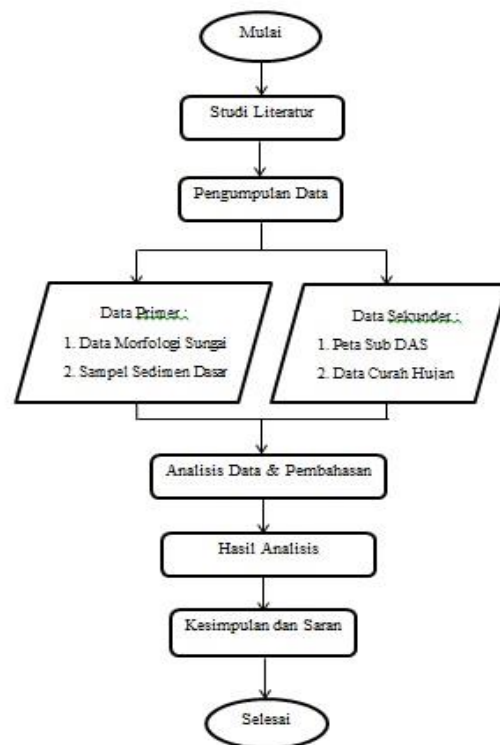 Mulai
Studi Literatur
Pengumpulan Data
Data Primer :
1. Data Morfologi Sungai
2. Sampel Sedimen Dasar
Data Sekunder :
1. Peta Sub DAS
2. Data Curah Hujan
Analisis Data & Pembahasan
Hasil Analisis
Kesimpulan dan Saran
Selesai